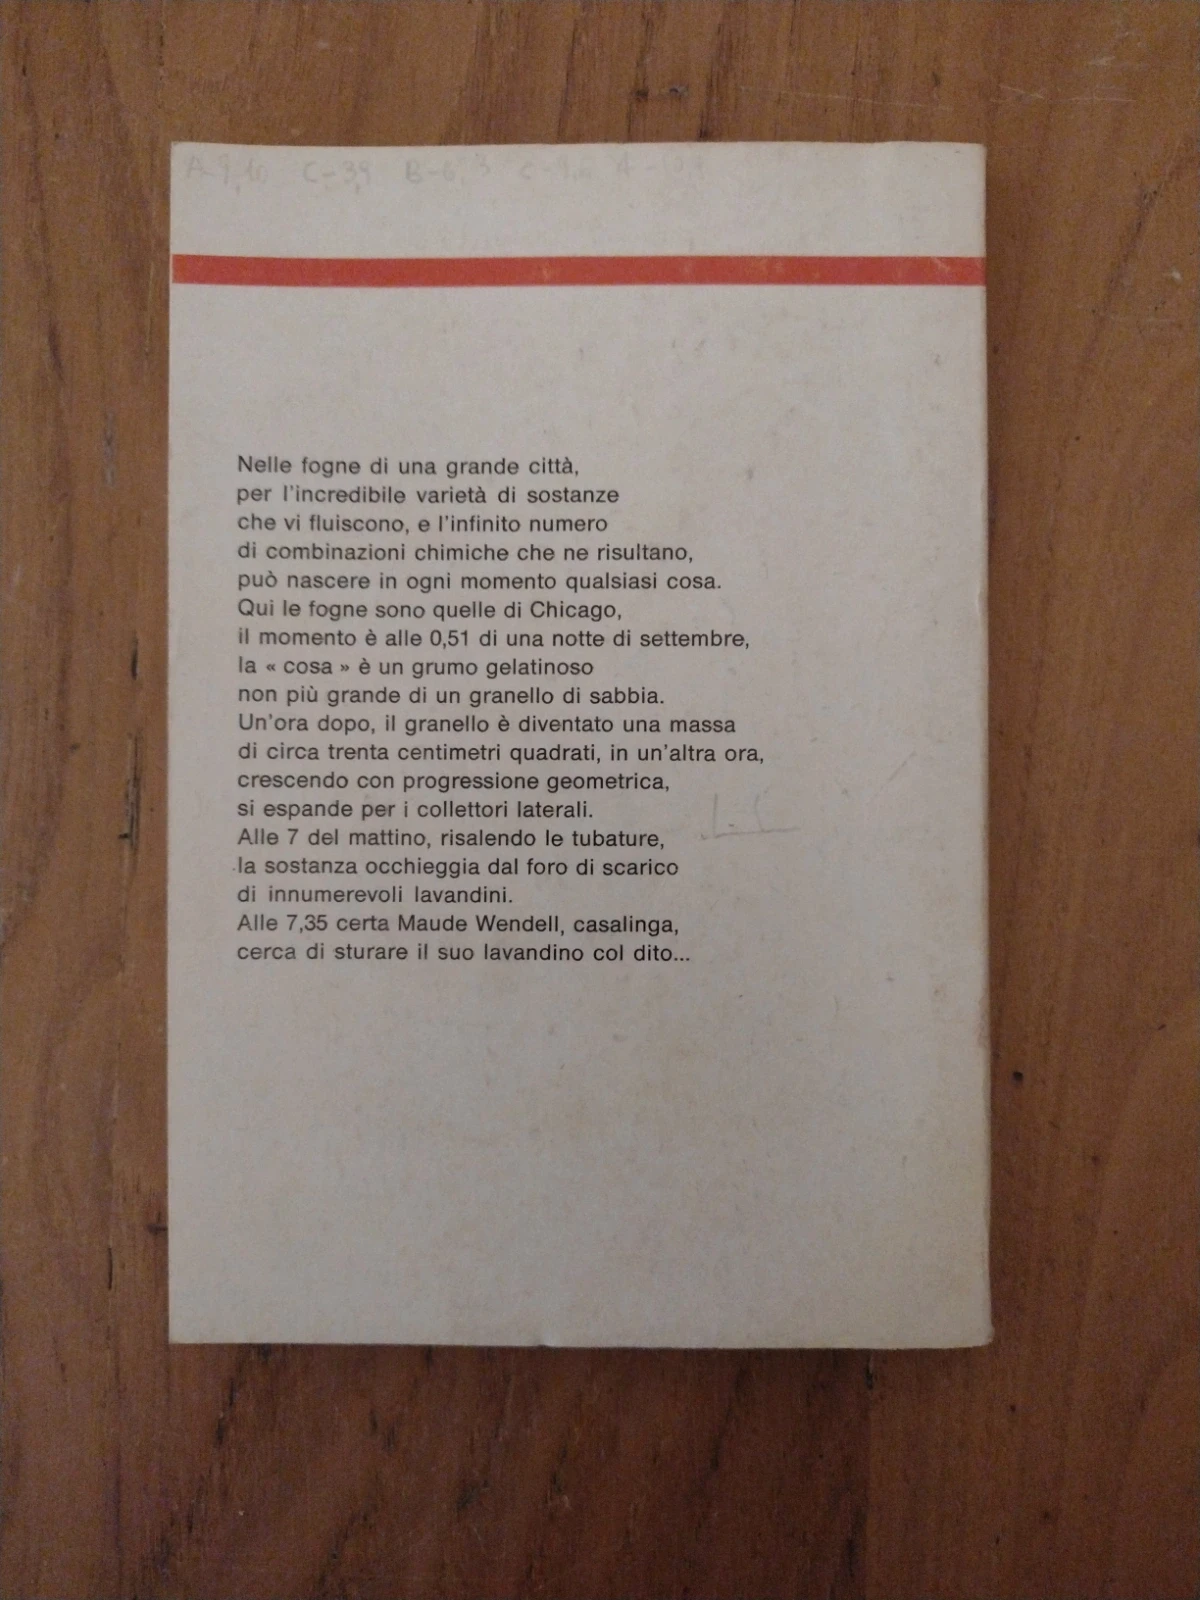 C-3,9
Nelle fogne di una grande città,
per l'incredibile varietà di sostanze
che vi fluiscono, e l'infinito numero
di combinazioni chimiche che ne risultano,
può nascere in ogni momento qualsiasi cosa.
Qui le fogne sono quelle di Chicago,
il momento è alle 0,51 di una notte di settembre,
la « cosa » è un grumo gelatinoso
non più grande di un granello di sabbia.
Un'ora dopo, il granello è diventato una massa
di circa trenta centimetri quadrati, in un'altra ora,
crescendo con progressione geometrica,
si espande per i collettori laterali.
Alle 7 del mattino, risalendo le tubature,
la sostanza occhieggia dal foro di scarico
di innumerevoli lavandini.
Alle 7,35 certa Maude Wendell, casalinga,
cerca di sturare il suo lavandino col dito...